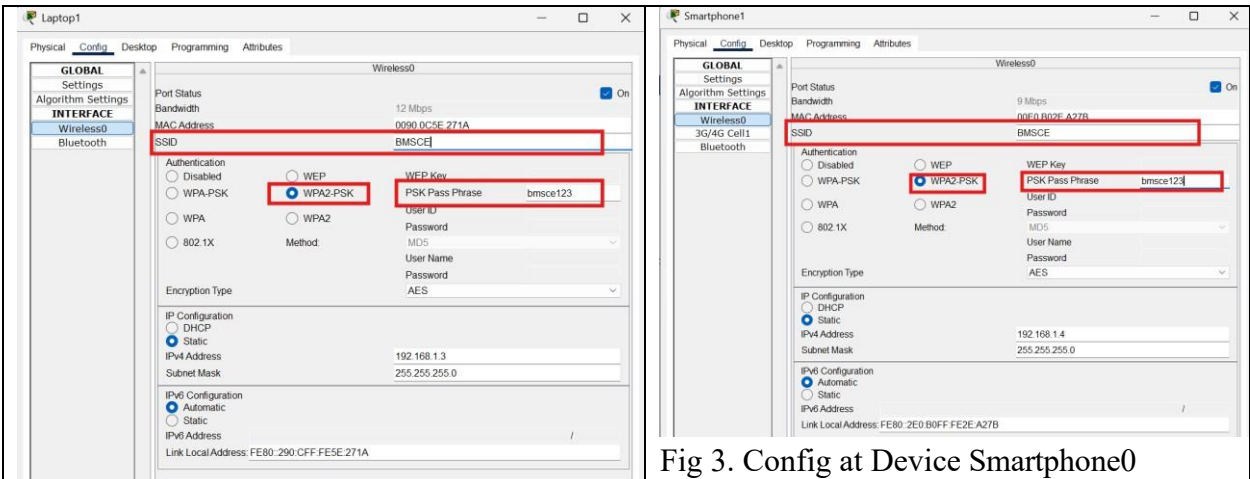 Laptop1
Physical Config Desktop Programming Attributes
GLOBAL
Settings
Algorithm Settings
INTERFACE
Wireless0
Bluetooth
Wireless0
Port Status On
Bandwidth 12 Mbps
MAC Address 0090.0C5E.271A
SSID BMSCE
Authentication
Disabled WEP WEP Key
WPA-PSK WPA2-PSK PSK Pass Phrase bmsce123
User ID
WPA WPA2 Password
802.1X Method: MD5
User Name
Password
Encryption Type AES
IP Configuration
DHCP
Static
IPv4 Address 192.168.1.3
Subnet Mask 255.255.255.0
IPv6 Configuration
Automatic
Static
IPv6 Address /
Link Local Address: FE80::290:CFF:FE5E:271A
Smartphone1
Physical Config Desktop Programming Attributes
GLOBAL
Settings
Algorithm Settings
INTERFACE
Wireless0
3G/4G Cell1
Bluetooth
Wireless0
Port Status On
Bandwidth 9 Mbps
MAC Address 00E0.B02E.A27B
SSID BMSCE
Authentication
Disabled WEP WEP Key
WPA-PSK WPA2-PSK PSK Pass Phrase bmsce123
User ID
WPA WPA2 Password
802.1X Method: MD5
User Name
Password
Encryption Type AES
IP Configuration
DHCP
Static
IPv4 Address 192.168.1.4
Subnet Mask 255.255.255.0
IPv6 Configuration
Automatic
Static
IPv6 Address /
Link Local Address: FE80::2E0:B0FF:FE2E:A27B
Fig 3. Config at Device Smartphone0